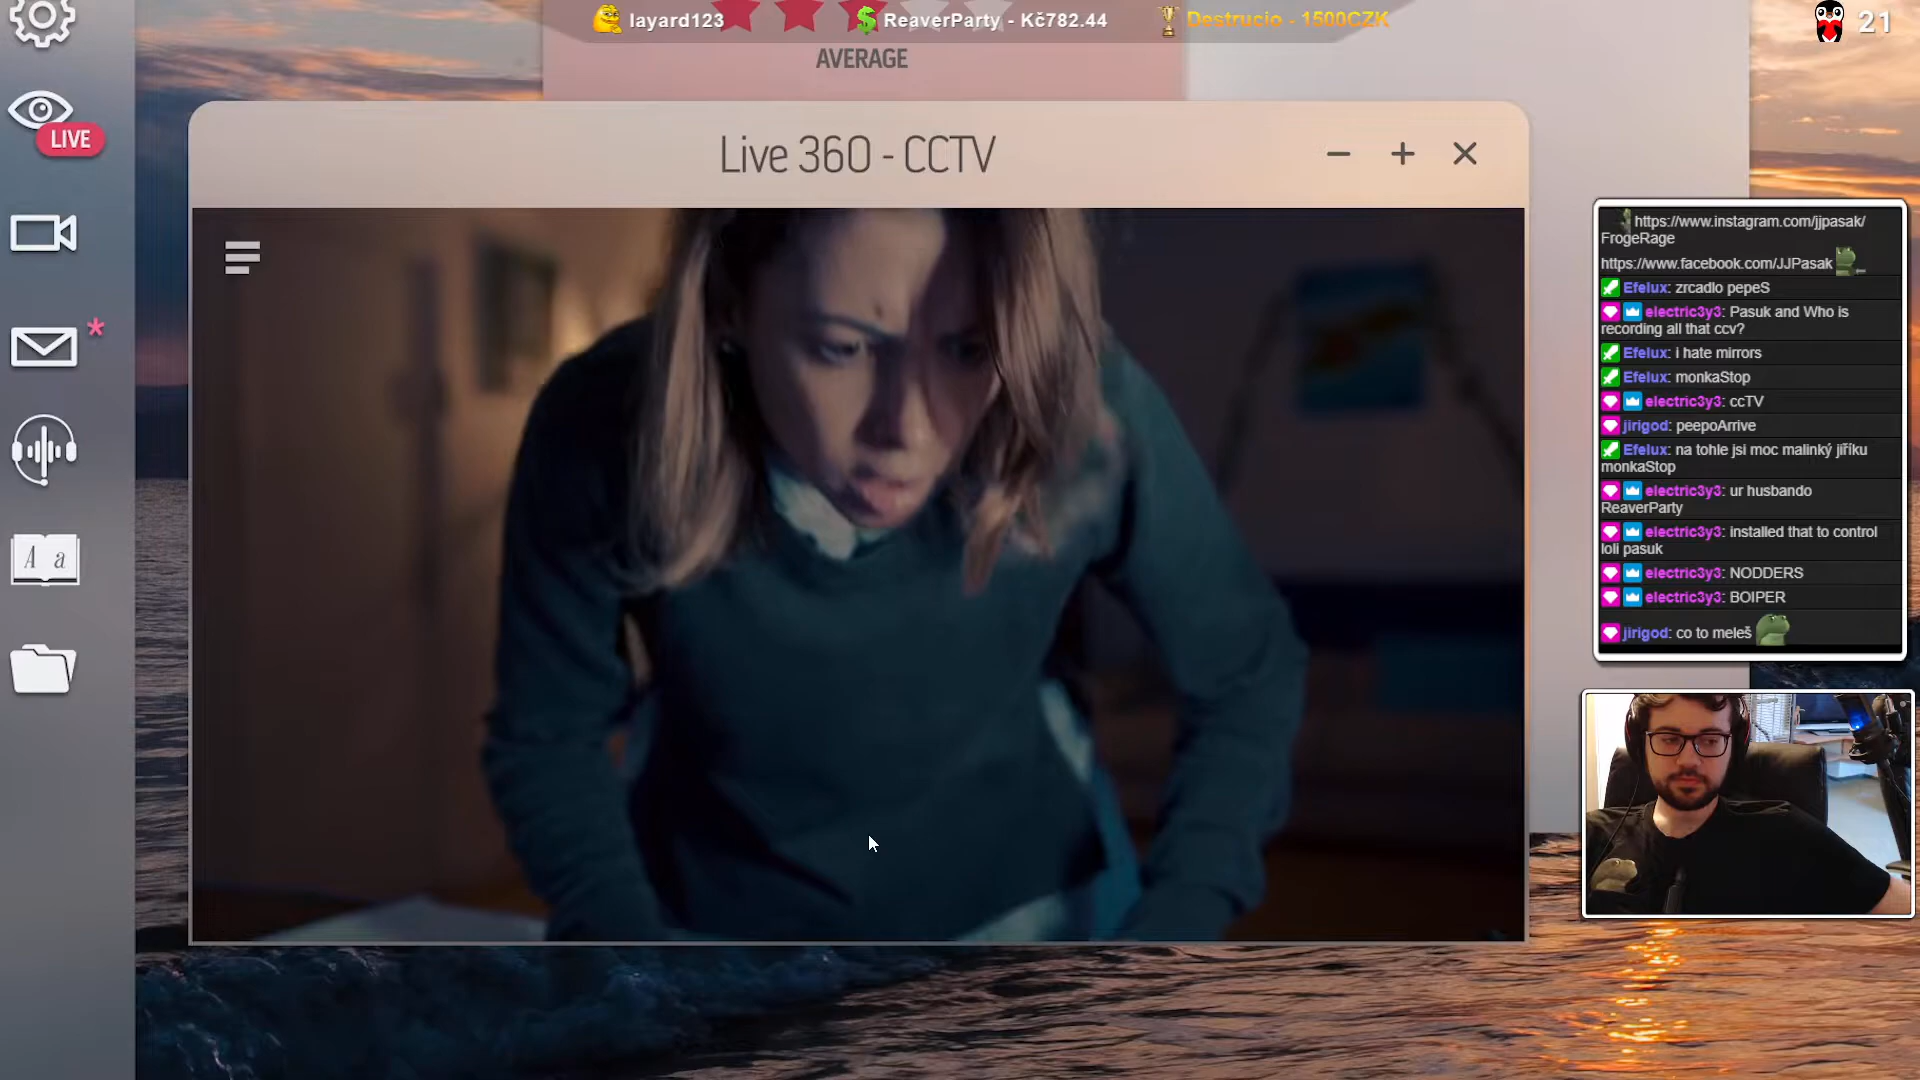 layard123
ReaverParty - Kč782.44
Destrucio - 1500CZK
21
AVERAGE
LIVE
Live 360 - CCTV
*
A a
https://www.instagram.com/jjpasak/
FrogeRage
https://www.facebook.com/JJPasak
Efelux: zrcadlo pepeS
electric3y3: Pasuk and Who is
recording all that ccv?
Efelux: i hate mirrors
Efelux: monkaStop
electric3y3: ccTV
jirigod: peepoArrive
Efelux: na tohle jsi moc malinký jiříku
monkaStop
electric3y3: ur husbando
ReaverParty
electric3y3: installed that to control
loli pasuk
electric3y3: NODDERS
electric3y3: BOIPER
jirigod: co to meleš